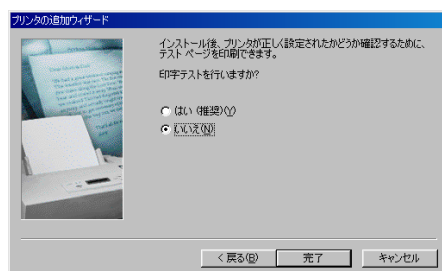 プリンタの追加ウィザード
インストール後、プリンタが正しく設定されたかどうか確認するために、
テスト ページを印刷できます。
印字テストを行いますか?
はい (推奨)(Y)
いいえ(N)
< 戻る(B)
完了
キャンセル